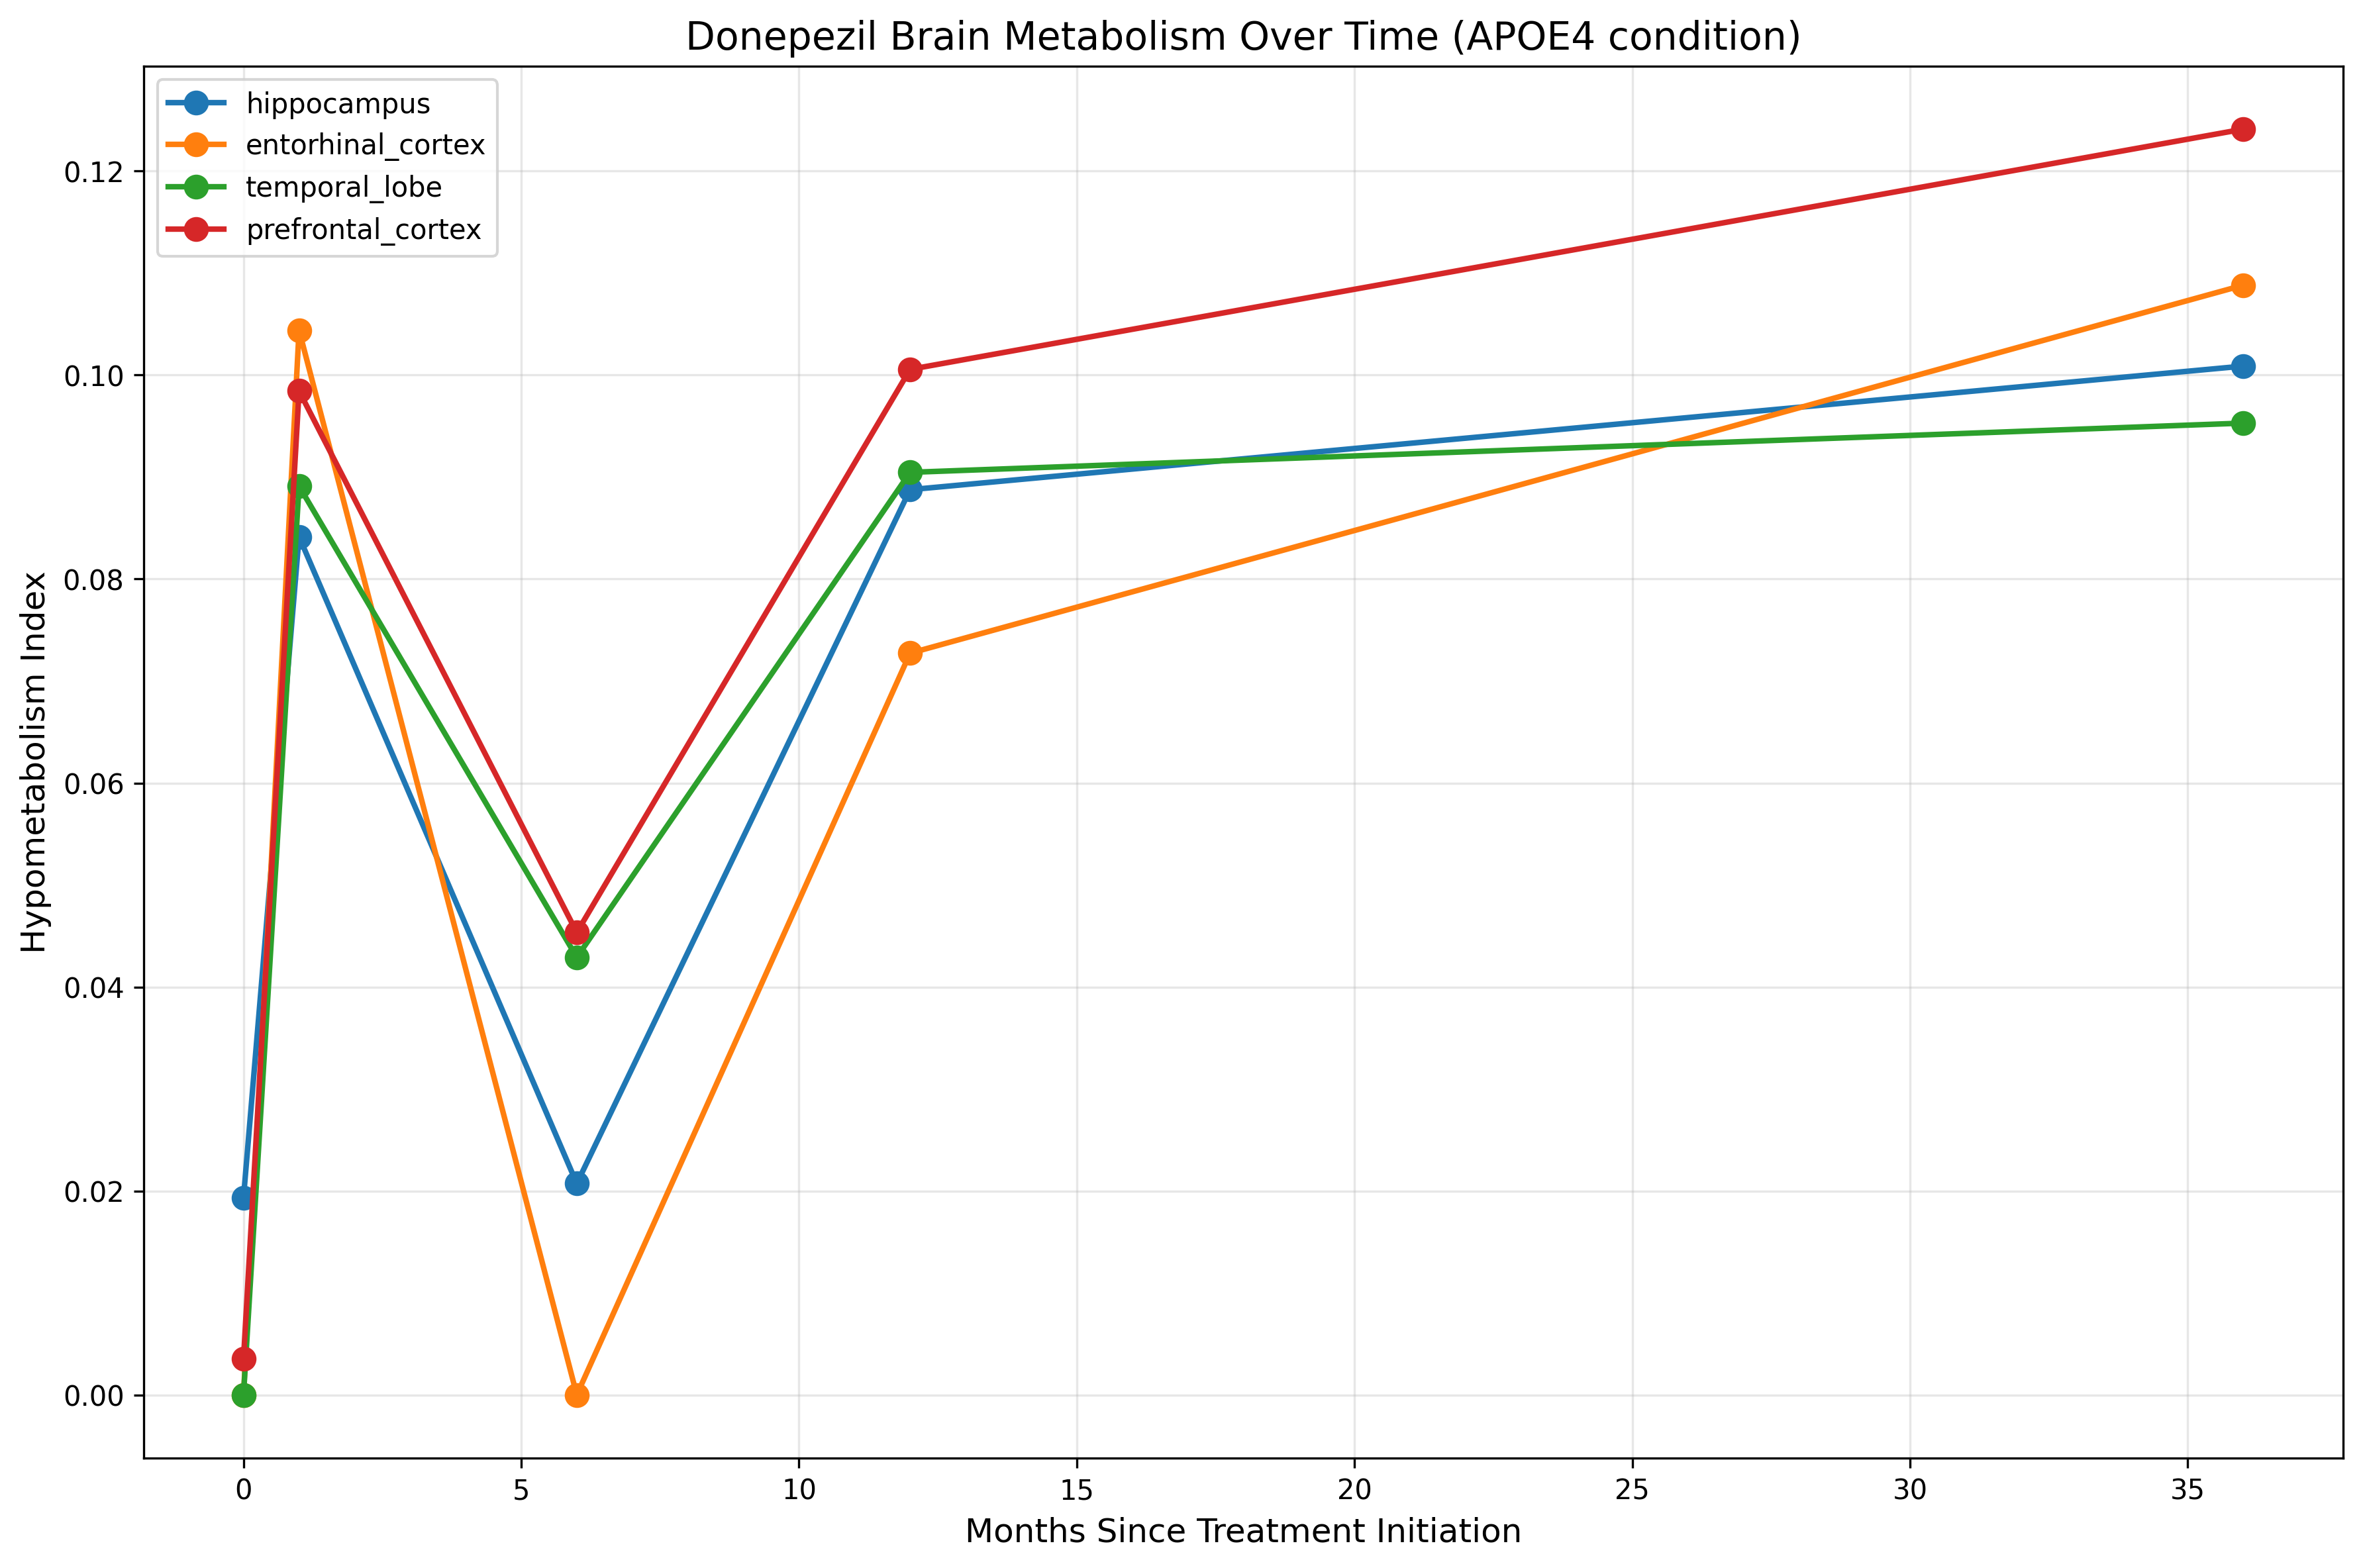 Donepezil Brain Metabolism Over Time (APOE4 condition)
hippocampus
entorhinal_cortex
temporal_lobe
prefrontal_cortex
Hypometabolism Index
0.12
0.10
0.08
0.06
0.04
0.02
0.00
0 5 10 15 20 25 30 35
Months Since Treatment Initiation